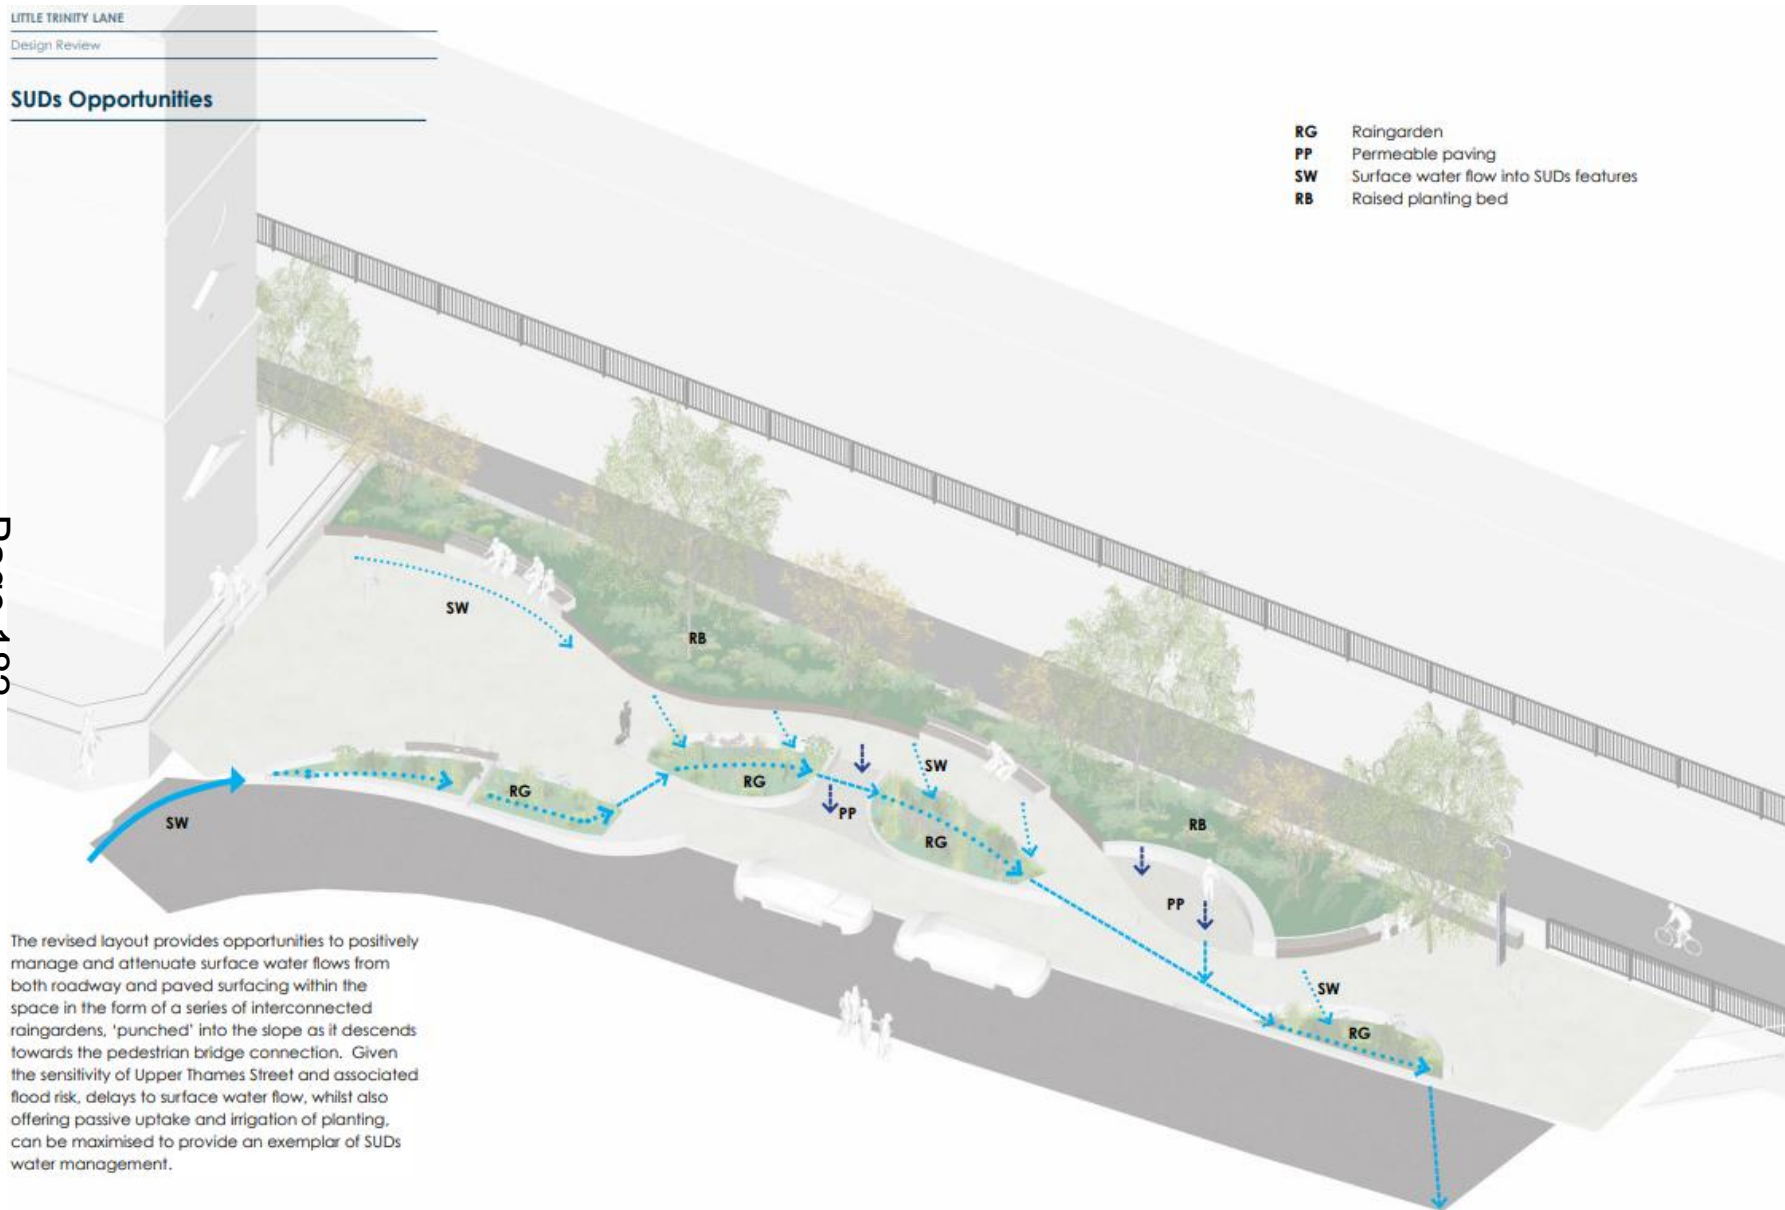 LITTLE TRINITY LANE
Design Review
SUDs Opportunities
RG Raingarden
PP Permeable paving
SW Surface water flow into SUDs features
RB Raised planting bed
SW
RB
SW
RG
RG
PP
SW
RG
RB
PP
SW
RG
The revised layout provides opportunities to positively
manage and attenuate surface water flows from
both roadway and paved surfacing within the
space in the form of a series of interconnected
raingardens, ‘punched’ into the slope as it descends
towards the pedestrian bridge connection. Given
the sensitivity of Upper Thames Street and associated
flood risk, delays to surface water flow, whilst also
offering passive uptake and irrigation of planting,
can be maximised to provide an exemplar of SUDs
water management.